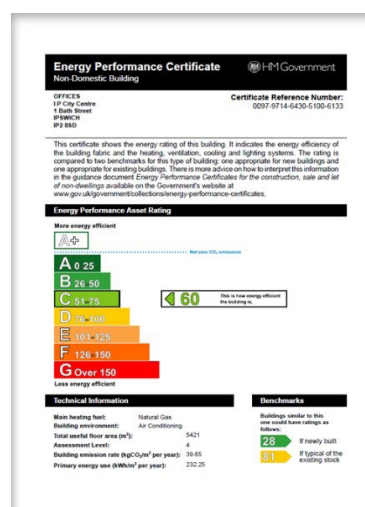 Energy Performance Certificate
Non-Domestic Building
HM Government
OFFICES
I P City Centre
1 Bath Street
IPSWICH
IP2 8SD
Certificate Reference Number:
0097-9714-6430-5100-6133
This certificate shows the energy rating of this building. It indicates the energy efficiency of
the building fabric and the heating, ventilation, cooling and lighting systems. The rating is
compared to two benchmarks for this type of building: one appropriate for new buildings and
one appropriate for existing buildings. There is more advice on how to interpret this information
in the guidance document Energy Performance Certificates for the construction, sale and let
of non-dwellings available on the Government's website at
www.gov.uk/government/collections/energy-performance-certificates.
Energy Performance Asset Rating
More energy efficient
A+
Net zero CO₂ emissions
A 0-25
B 26-50
C 51-75
60
This is how energy efficient
the building is.
D 76-100
E 101-125
F 126-150
G Over 150
Less energy efficient
Technical Information
Main heating fuel: Natural Gas
Building environment: Air Conditioning
Total useful floor area (m²): 5421
Assessment Level: 4
Building emission rate (kgCO₂/m² per year): 39.65
Primary energy use (kWh/m² per year): 232.25
Benchmarks
Buildings similar to this
one could have ratings as
follows:
28 If newly built
81 If typical of the
existing stock